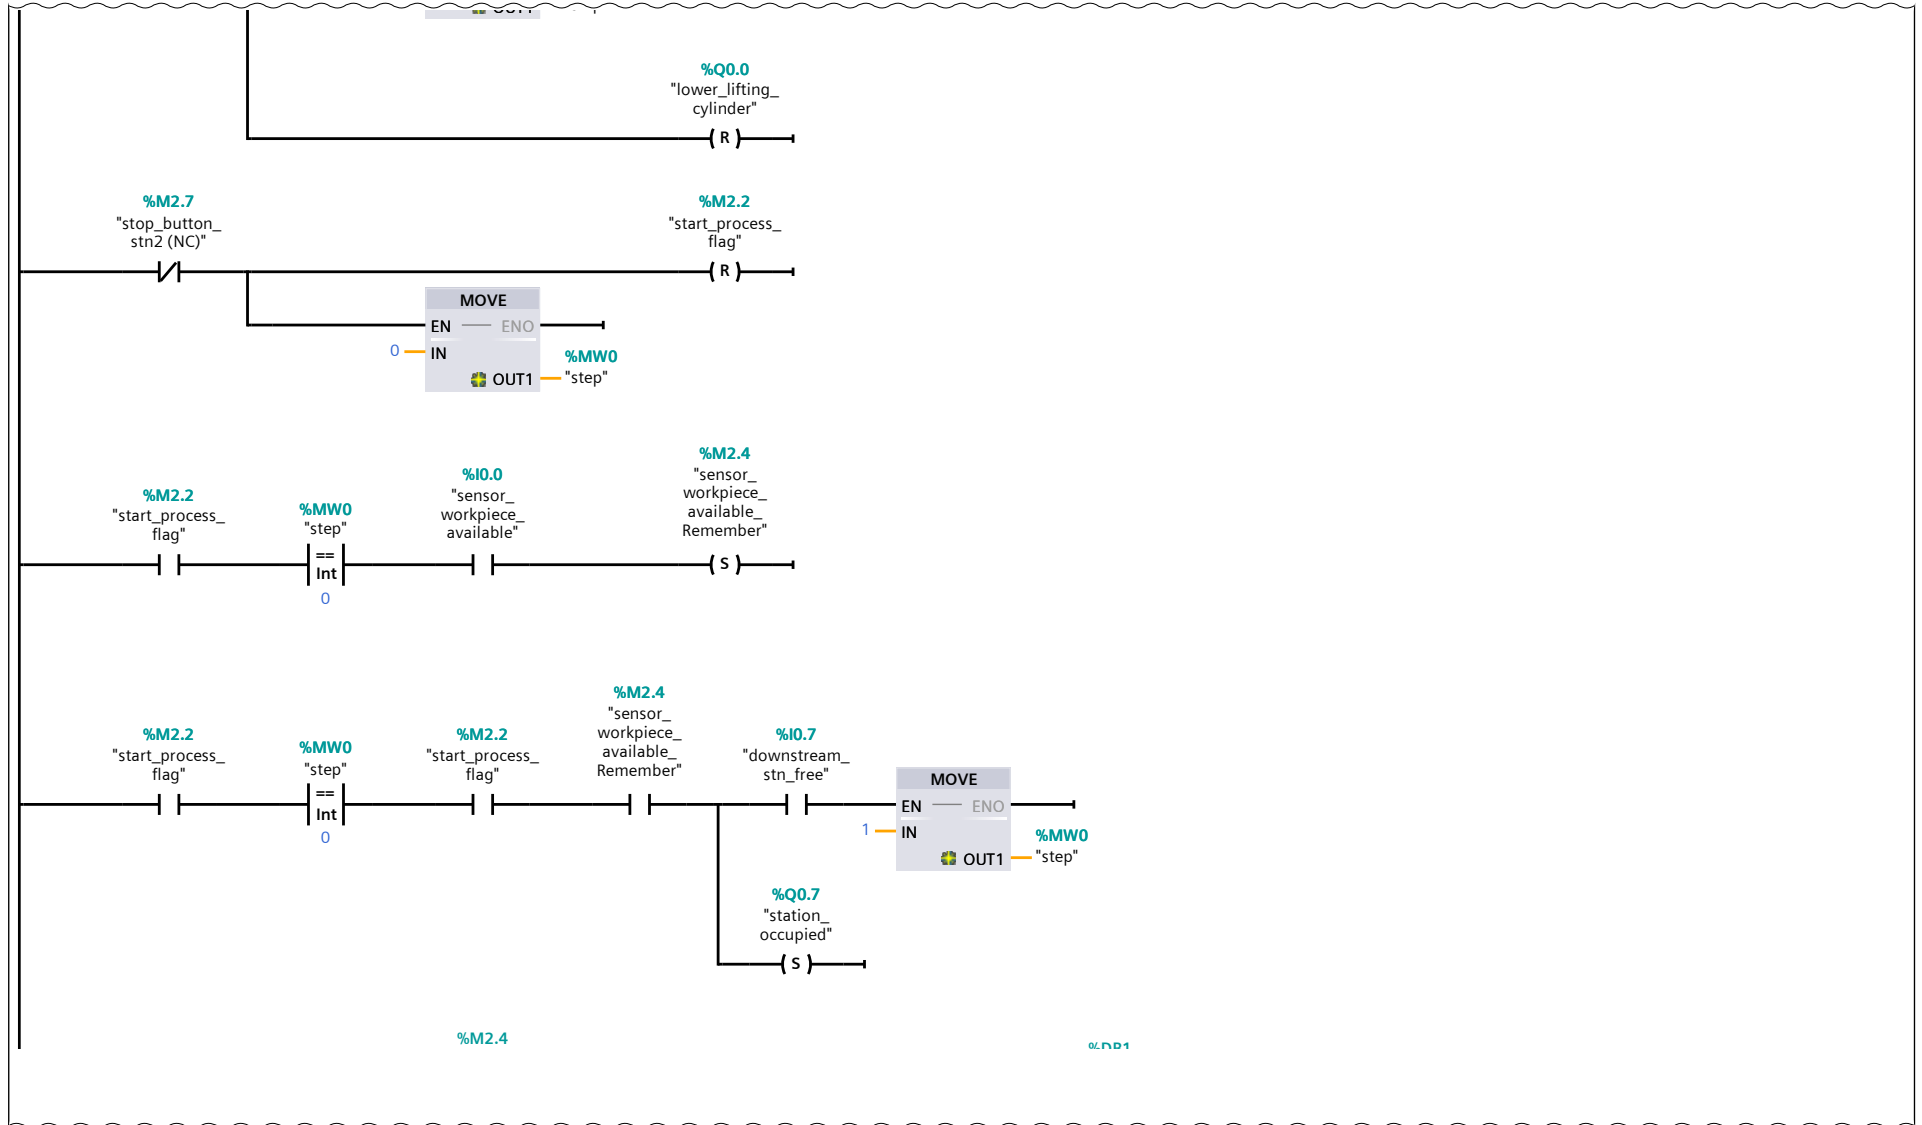 %Q0.0
"lower_lifting_
cylinder"
( R )
%M2.7
"stop_button_
stn2 (NC)"
%M2.2
"start_process_
flag"
( R )
MOVE
EN ENO
0 IN
%MW0
OUT1 "step"
%M2.2
"start_process_
flag"
%MW0
"step"
==
Int
0
%I0.0
"sensor_
workpiece_
available"
%M2.4
"sensor_
workpiece_
available_
Remember"
( S )
%M2.2
"start_process_
flag"
%MW0
"step"
==
Int
0
%M2.2
"start_process_
flag"
%M2.4
"sensor_
workpiece_
available_
Remember"
%I0.7
"downstream_
stn_free"
MOVE
EN ENO
1 IN
%MW0
OUT1 "step"
%Q0.7
"station_
occupied"
( S )
%M2.4
%DB1